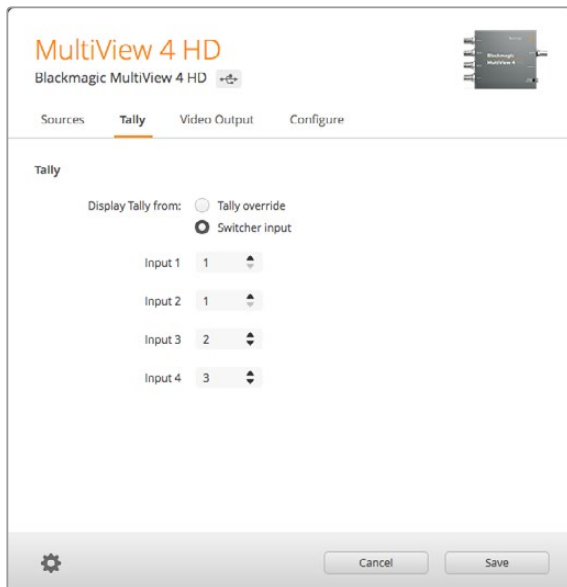 MultiView 4 HD
Blackmagic MultiView 4 HD
Sources Tally Video Output Configure
Tally
Display Tally from: Tally override
Switcher input
Input 1 1
Input 2 1
Input 3 2
Input 4 3
Cancel Save